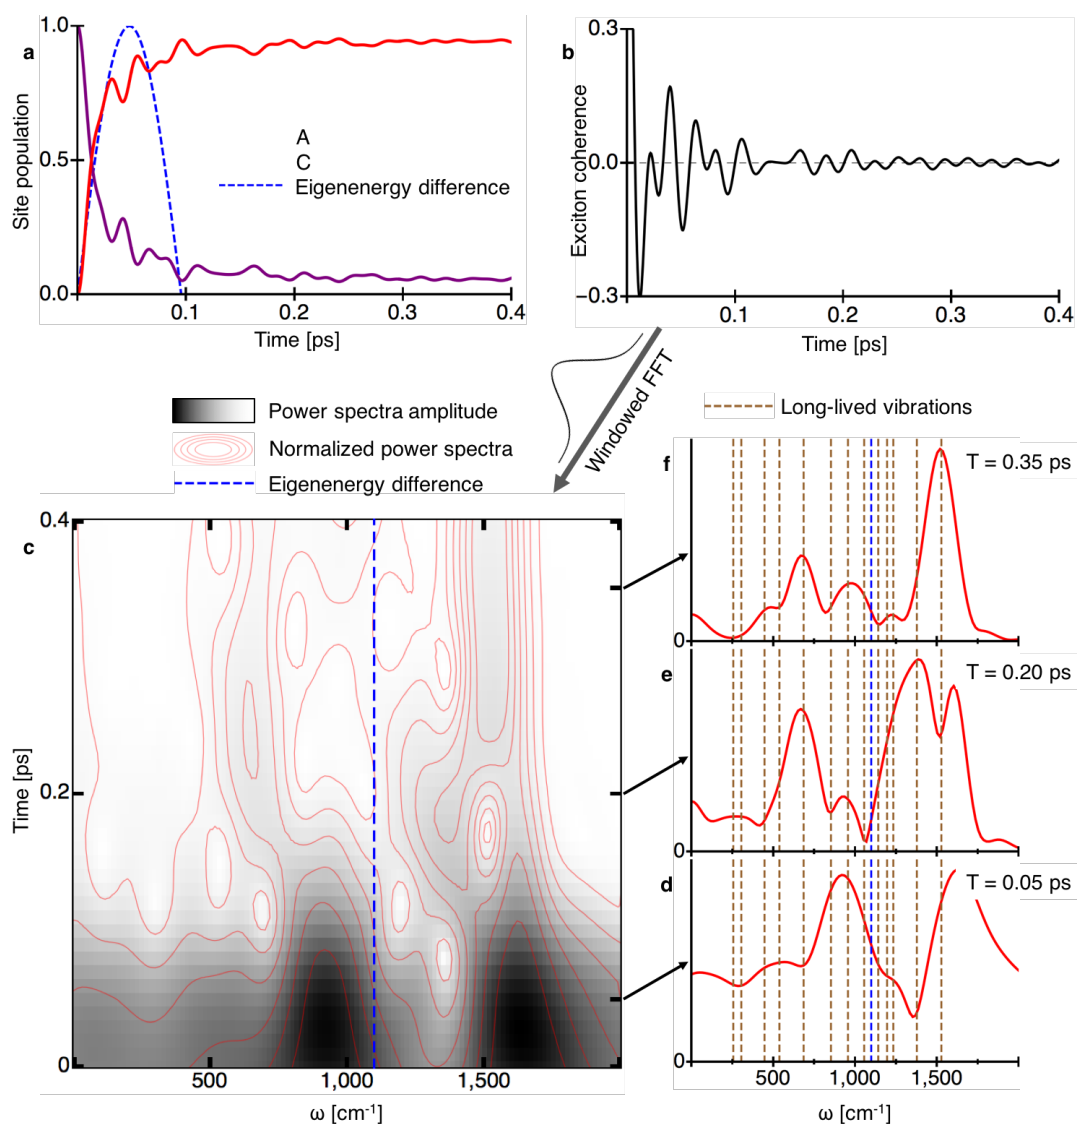 a
1.0
0.5
0.0
Site population
A
C
Eigenenergy difference
0.1
0.2
0.3
0.4
Time [ps]
b
0.3
0.0
−0.3
Exciton coherence
0.1
0.2
0.3
0.4
Time [ps]
Windowed FFT
Power spectra amplitude
Normalized power spectra
Eigenenergy difference
Long-lived vibrations
c
0.4
0.2
0
Time [ps]
500
1,000
1,500
ω [cm-1]
f
T = 0.35 ps
0
e
T = 0.20 ps
0
d
T = 0.05 ps
0
500
1,000
1,500
ω [cm-1]